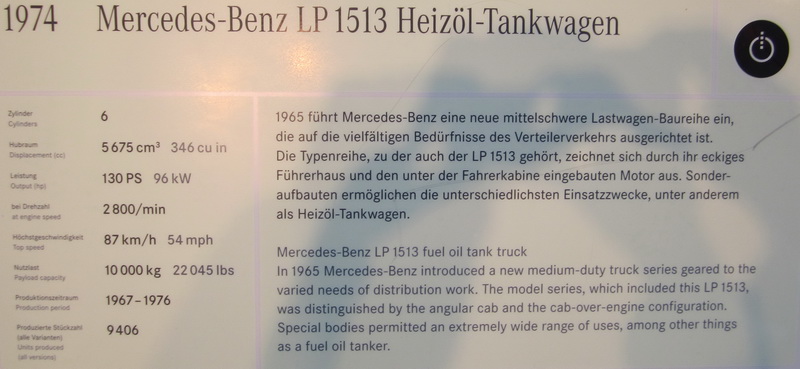 1974 Mercedes-Benz LP 1513 Heizöl-Tankwagen
Zylinder 6
Cylinders
Hubraum 5 675 cm³ 346 cu in
Displacement (cc)
Leistung 130 PS 96 kW
Output (hp)
bei Drehzahl 2 800/min
at engine speed
Höchstgeschwindigkeit 87 km/h 54 mph
Top speed
Nutzlast 10 000 kg 22 045 lbs
Payload capacity
Produktionszeitraum 1967–1976
Production period
Produzierte Stückzahl 9 406
(alle Varianten)
Units produced
(all versions)
1965 führt Mercedes-Benz eine neue mittelschwere Lastwagen-Baureihe ein,
die auf die vielfältigen Bedürfnisse des Verteilerverkehrs ausgerichtet ist.
Die Typenreihe, zu der auch der LP 1513 gehört, zeichnet sich durch ihr eckiges
Führerhaus und den unter der Fahrerkabine eingebauten Motor aus. Sonder-
aufbauten ermöglichen die unterschiedlichsten Einsatzzwecke, unter anderem
als Heizöl-Tankwagen.
Mercedes-Benz LP 1513 fuel oil tank truck
In 1965 Mercedes-Benz introduced a new medium-duty truck series geared to the
varied needs of distribution work. The model series, which included this LP 1513,
was distinguished by the angular cab and the cab-over-engine configuration.
Special bodies permitted an extremely wide range of uses, among other things
as a fuel oil tanker.